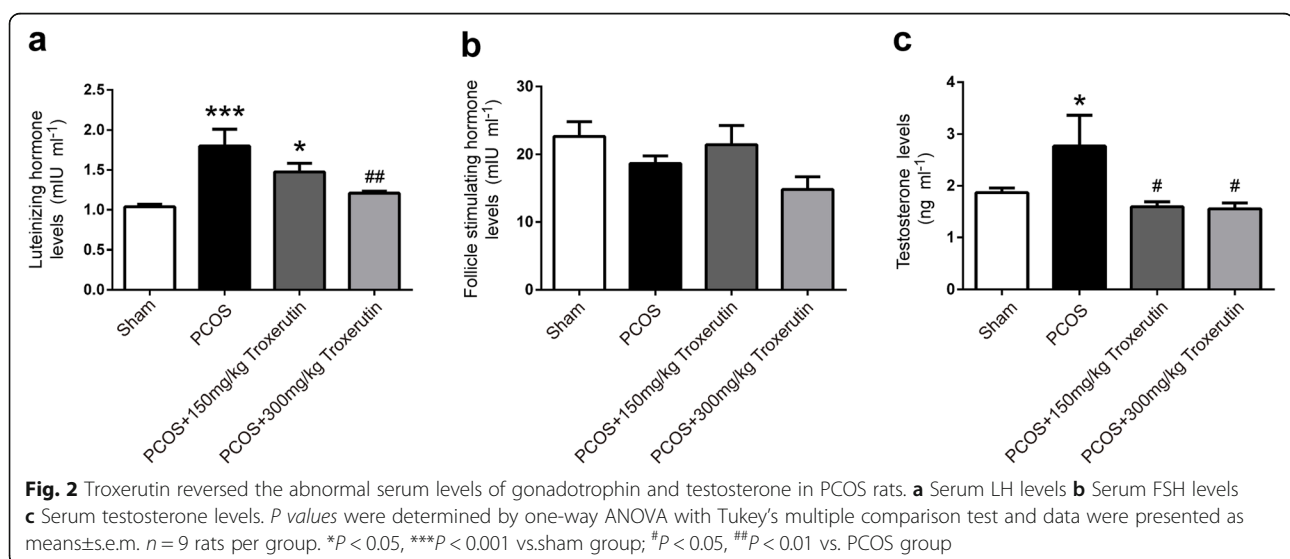 a
Luteinizing hormone
levels (mIU ml-1)
2.5
2.0
1.5
1.0
0.5
0.0
***
*
##
Sham
PCOS
PCOS+150mg/kg Troxerutin
PCOS+300mg/kg Troxerutin
b
Follicle stimulating hormone
levels (mIU ml-1)
30
20
10
0
Sham
PCOS
PCOS+150mg/kg Troxerutin
PCOS+300mg/kg Troxerutin
c
Testosterone levels
(ng ml-1)
4
3
2
1
0
*
#
#
Sham
PCOS
PCOS+150mg/kg Troxerutin
PCOS+300mg/kg Troxerutin
Fig. 2 Troxerutin reversed the abnormal serum levels of gonadotrophin and testosterone in PCOS rats. a Serum LH levels b Serum FSH levels
c Serum testosterone levels. P values were determined by one-way ANOVA with Tukey's multiple comparison test and data were presented as
means±s.e.m. n = 9 rats per group. *P < 0.05, ***P < 0.001 vs.sham group; #P < 0.05, ##P < 0.01 vs. PCOS group